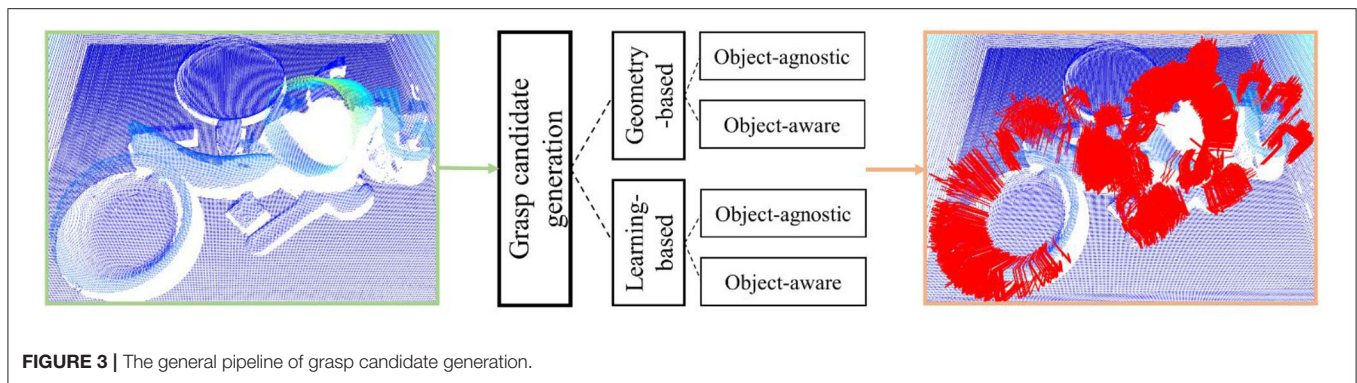 Grasp candidate
generation
Geometry
-based
Object-agnostic
Object-aware
Learning-
based
Object-agnostic
Object-aware
FIGURE 3 | The general pipeline of grasp candidate generation.